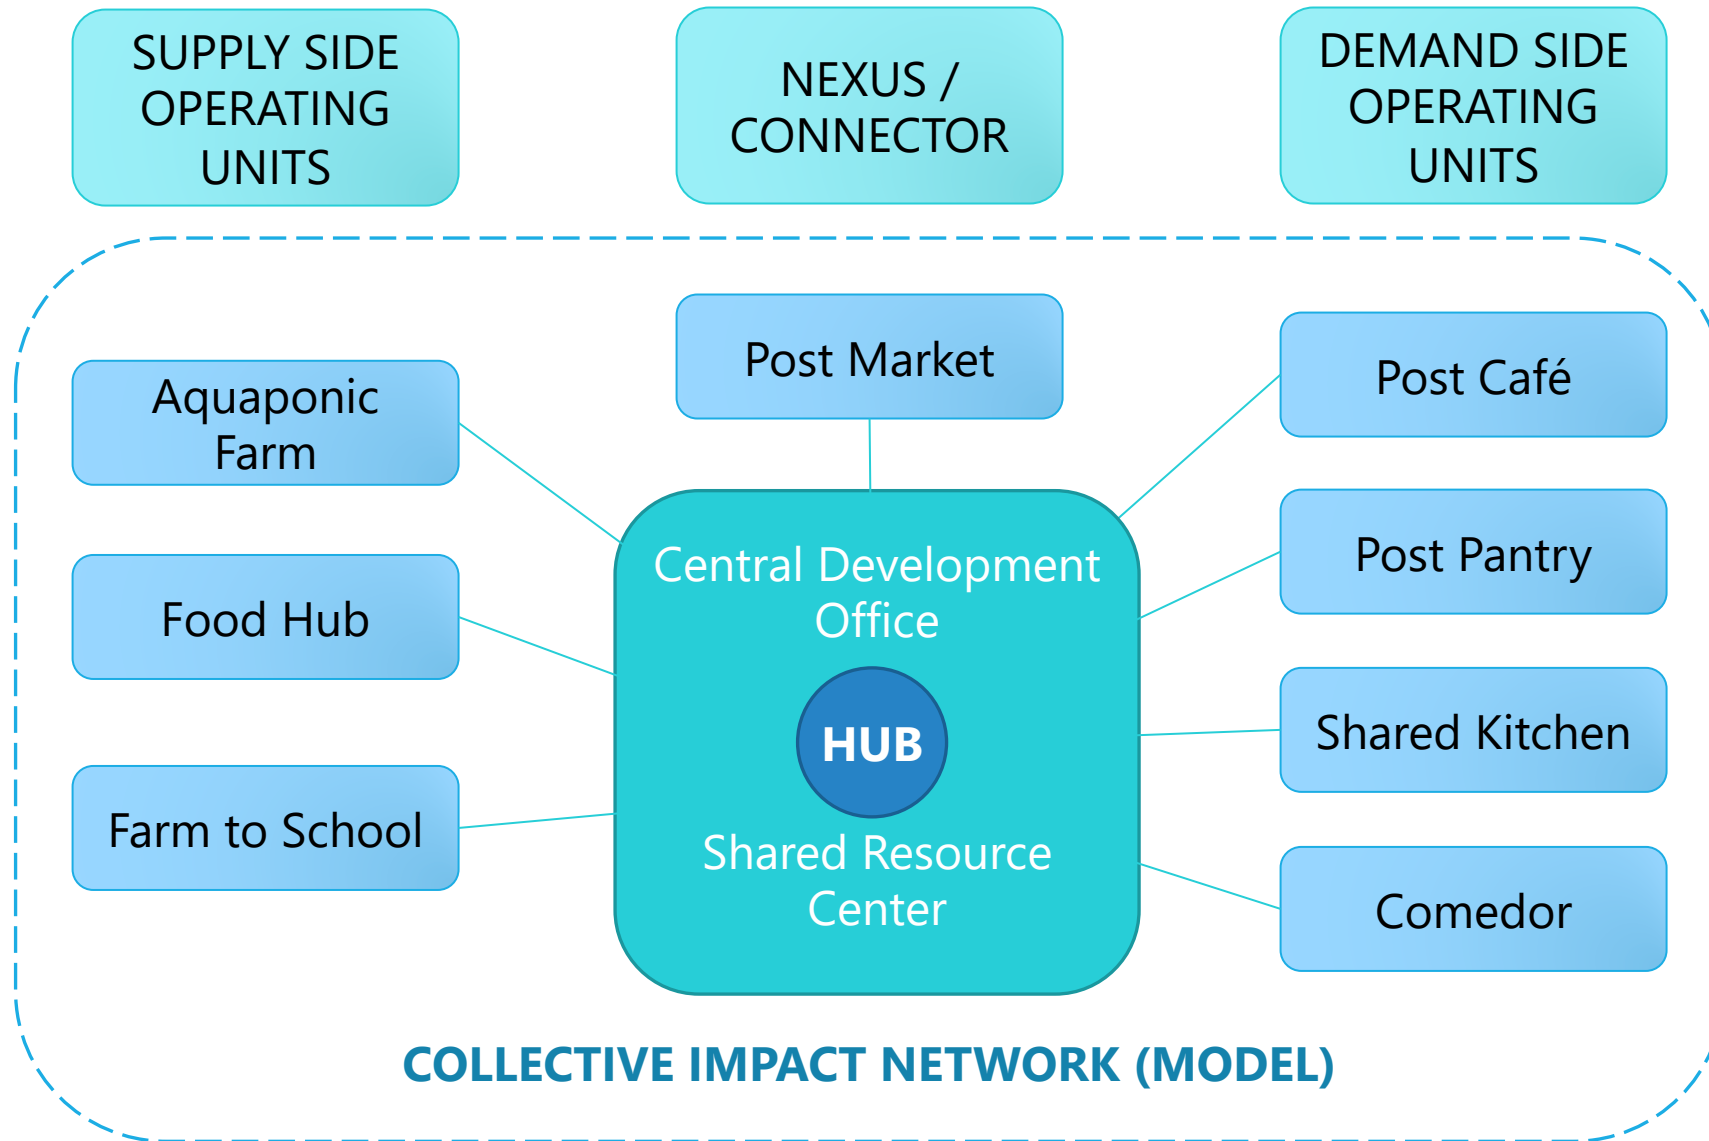 SUPPLY SIDE
OPERATING
UNITS
NEXUS /
CONNECTOR
DEMAND SIDE
OPERATING
UNITS
Aquaponic
Farm
Food Hub
Farm to School
Post Market
Central Development
Office
HUB
Shared Resource
Center
Post Café
Post Pantry
Shared Kitchen
Comedor
COLLECTIVE IMPACT NETWORK (MODEL)